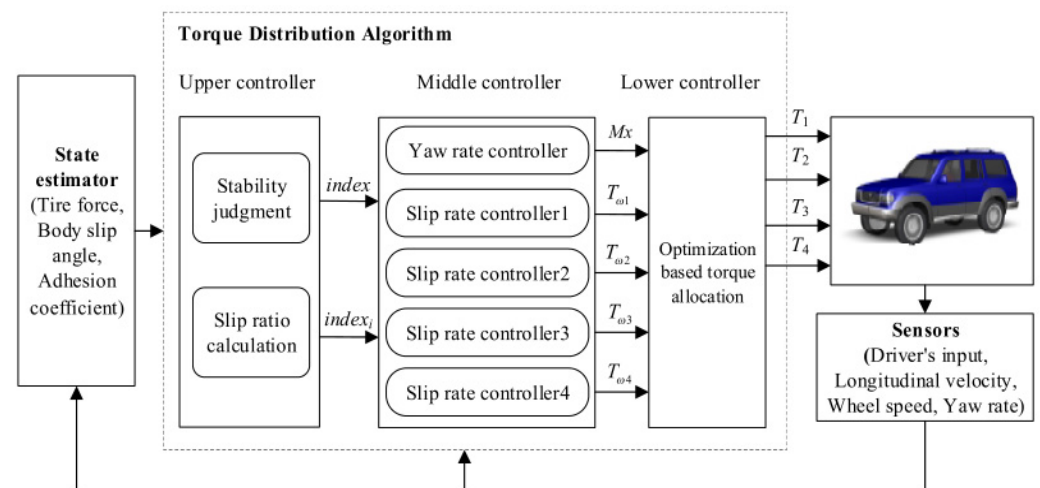 Torque Distribution Algorithm
Upper controller
Middle controller
Lower controller
State
estimator
(Tire force,
Body slip
angle,
Adhesion
coefficient)
Stability
judgment
Slip ratio
calculation
index
index_i
Yaw rate controller
Slip rate controller1
Slip rate controller2
Slip rate controller3
Slip rate controller4
Mx
T_ω1
T_ω2
T_ω3
T_ω4
Optimization
based torque
allocation
T_1
T_2
T_3
T_4
Sensors
(Driver's input,
Longitudinal velocity,
Wheel speed, Yaw rate)